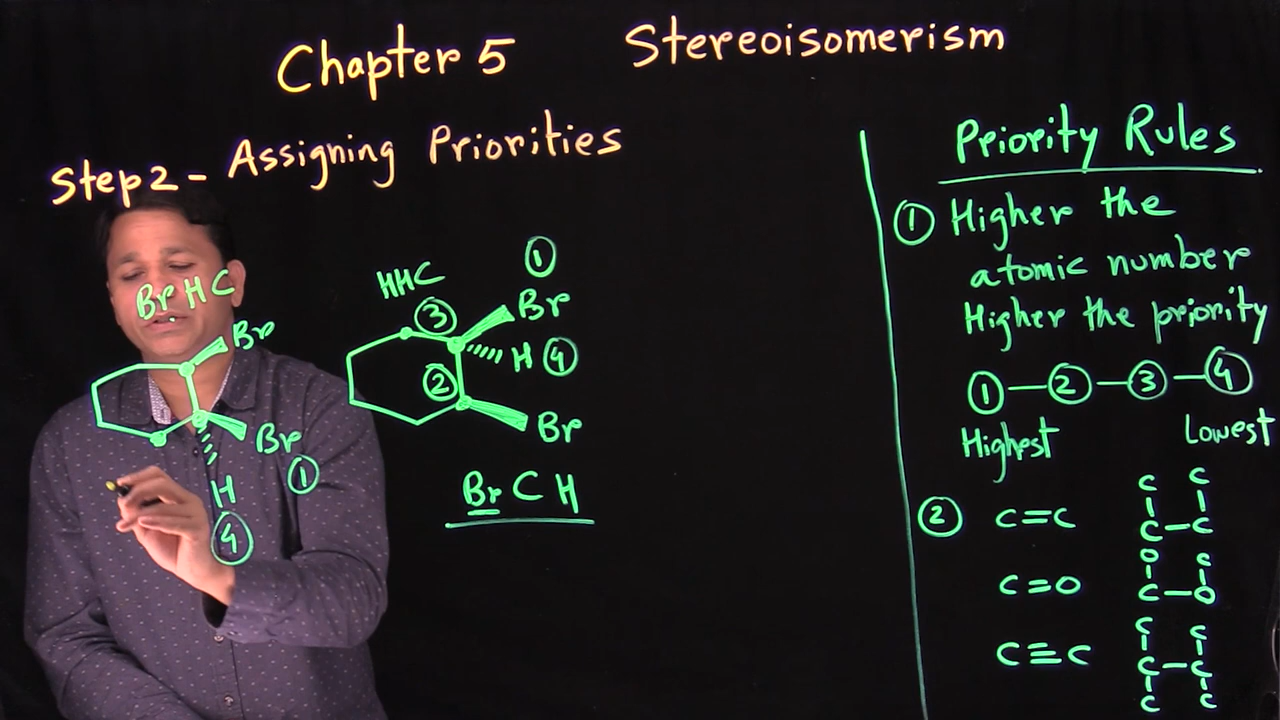 Chapter 5 Stereoisomerism
Step 2 - Assigning Priorities
Br H C
Br
Br
①
H
④
HHC
①
③
Br
H ④
②
Br
Br C H
Priority Rules
① Higher the
atomic number
Higher the priority
① — ② — ③ — ④
Highest Lowest
② C=C
C C
C-C
C=O
O C
C-O
C≡C
C C
C-C
C C